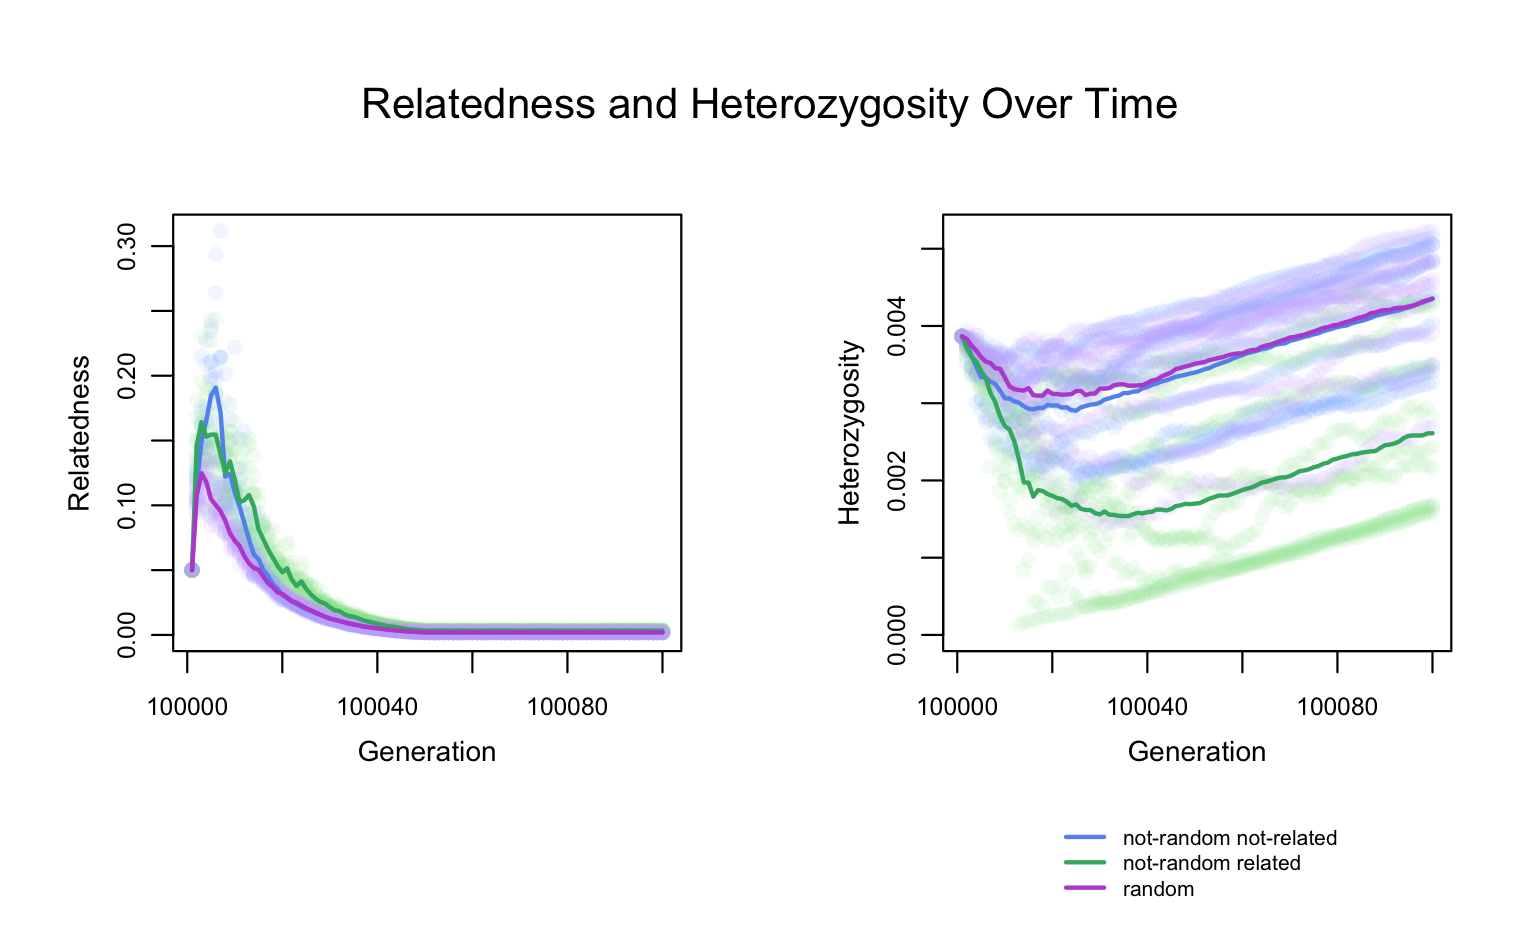 Relatedness and Heterozygosity Over Time
Relatedness
0.30
0.20
0.10
0.00
100000 100040 100080
Generation
Heterozygosity
0.004
0.002
0.000
100000 100040 100080
Generation
not-random not-related
not-random related
random